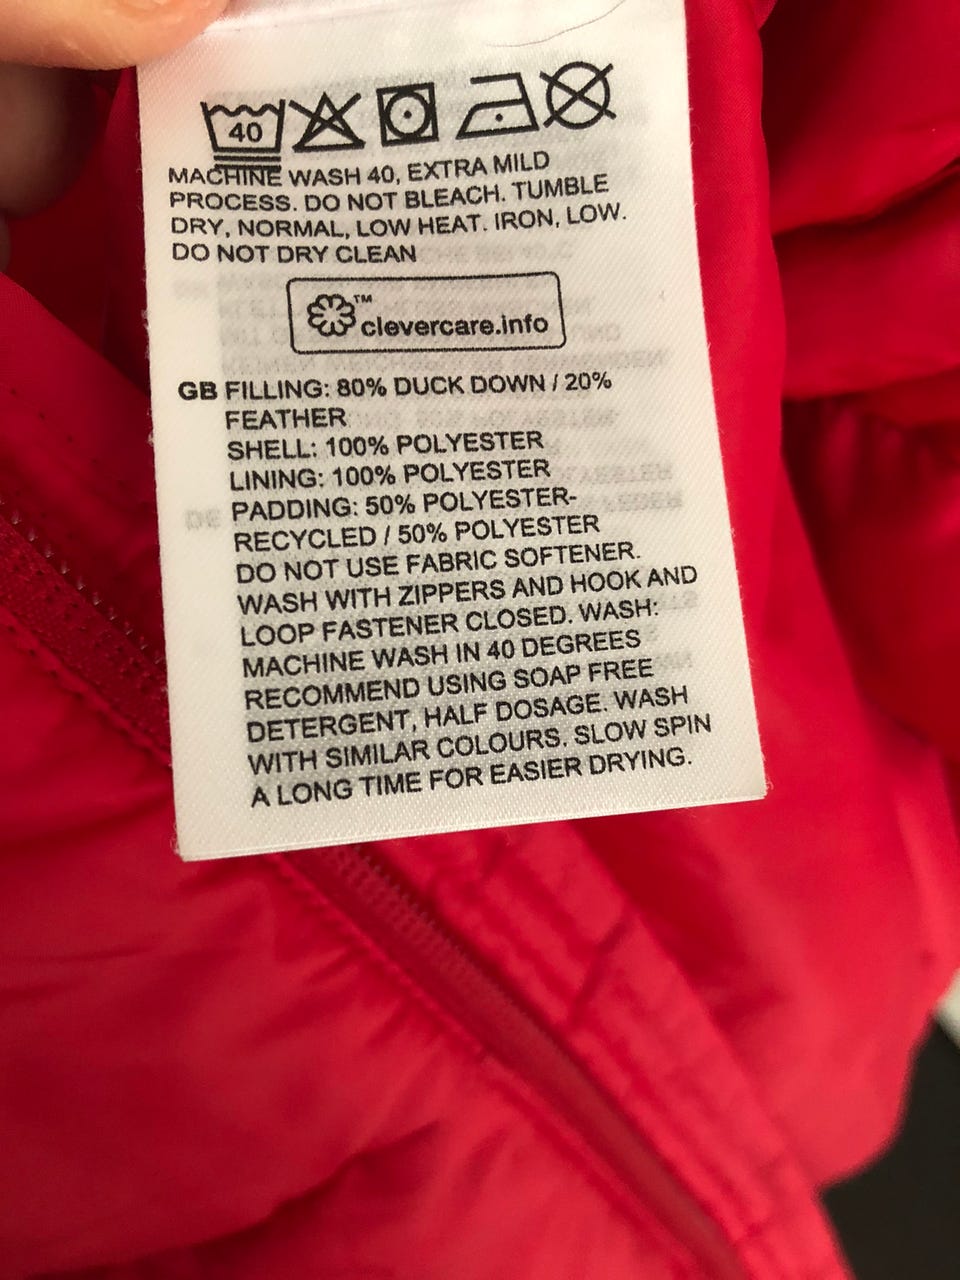 40
MACHINE WASH 40, EXTRA MILD
PROCESS. DO NOT BLEACH. TUMBLE
DRY, NORMAL, LOW HEAT. IRON, LOW.
DO NOT DRY CLEAN
™
clevercare.info
GB FILLING: 80% DUCK DOWN / 20%
FEATHER
SHELL: 100% POLYESTER
LINING: 100% POLYESTER
PADDING: 50% POLYESTER-
RECYCLED / 50% POLYESTER
DO NOT USE FABRIC SOFTENER.
WASH WITH ZIPPERS AND HOOK AND
LOOP FASTENER CLOSED. WASH:
MACHINE WASH IN 40 DEGREES
RECOMMEND USING SOAP FREE
DETERGENT, HALF DOSAGE. WASH
WITH SIMILAR COLOURS. SLOW SPIN
A LONG TIME FOR EASIER DRYING.